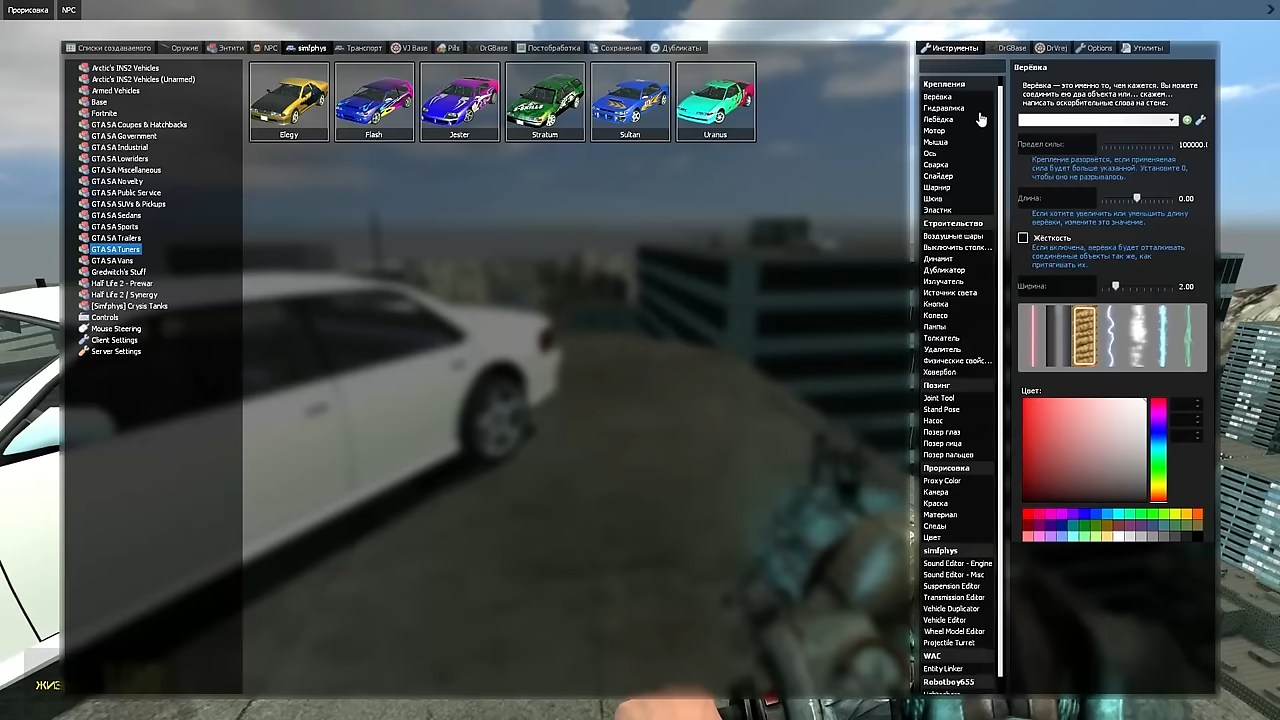 Прорисовка NPC
Списки создаваемого Оружие Энтити NPC simfphys Транспорт VJ Base Pills DrGBase Постобработка Сохранения Дубликаты
Arctic's INS2 Vehicles
Arctic's INS2 Vehicles (Unarmed)
Armed Vehicles
Base
Fortnite
GTA SA Coupes & Hatchbacks
GTA SA Government
GTA SA Industrial
GTA SA Lowriders
GTA SA Miscellaneous
GTA SA Novelty
GTA SA Public Service
GTA SA SUVs & Pickups
GTA SA Sedans
GTA SA Sports
GTA SA Trailers
GTA SA Tuners
GTA SA Vans
Gredwitch's Stuff
Half Life 2 - Prewar
Half Life 2 / Synergy
[Simfphys] Crysis Tanks
Controls
Mouse Steering
Client Settings
Server Settings
Elegy
Flash
Jester
Stratum
Sultan
Uranus
Инструменты DrGBase DrVrej Options Утилиты
Крепления
Верёвка
Гидравлика
Лебёдка
Мотор
Мышца
Ось
Сварка
Слайдер
Шарнир
Шкив
Эластик
Строительство
Воздушные шары
Выключить столк...
Динамит
Дубликатор
Излучатель
Источник света
Кнопка
Колесо
Лампы
Толкатель
Удалитель
Физические свойс...
Ховербол
Позинг
Joint Tool
Stand Pose
Насос
Позер глаз
Позер лица
Позер пальцев
Прорисовка
Proxy Color
Камера
Краска
Материал
Следы
Цвет
simfphys
Sound Editor - Engine
Sound Editor - Misc
Suspension Editor
Transmission Editor
Vehicle Duplicator
Vehicle Editor
Wheel Model Editor
Projectile Turret
WAC
Entity Linker
Robotboy655
Верёвка
Верёвка — это именно то, чем кажется. Вы можете
соединить ею два объекта или... скажем...
написать оскорбительные слова на стене.
Предел силы: 100000.(
Крепление разорвётся, если применяемая
сила будет больше указанной. Установите 0,
чтобы оно не разрывалось.
Длина: 0.00
Если хотите увеличить или уменьшить длину
верёвки, измените это значение.
Жёсткость
Если включена, верёвка будет отталкивать
соединённые объекты так же, как
притягивать их.
Ширина: 2.00
Цвет: